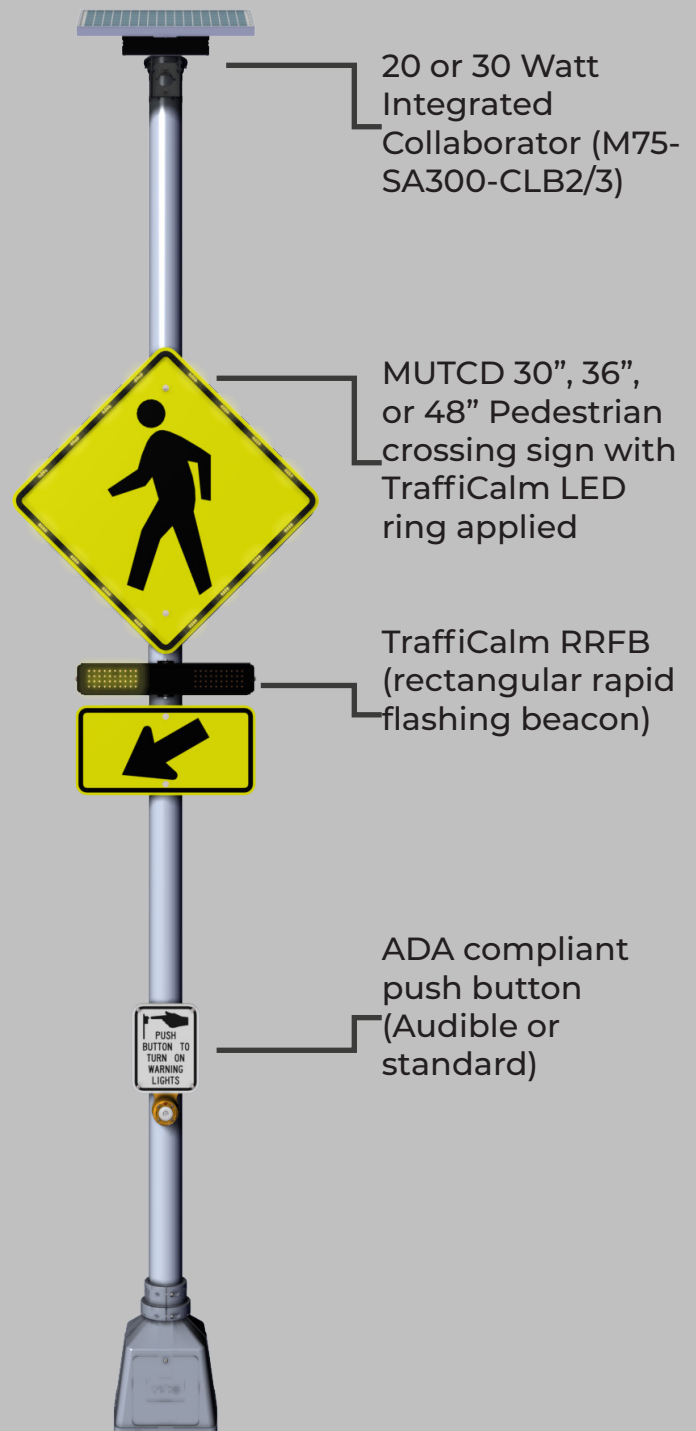 20 or 30 Watt
Integrated
Collaborator (M75-
SA300-CLB2/3)
MUTCD 30”, 36”,
or 48” Pedestrian
crossing sign with
TraffiCalm LED
ring applied
TraffiCalm RRFB
(rectangular rapid
flashing beacon)
ADA compliant
push button
(Audible or
standard)
PUSH
BUTTON TO
TURN ON
WARNING
LIGHTS